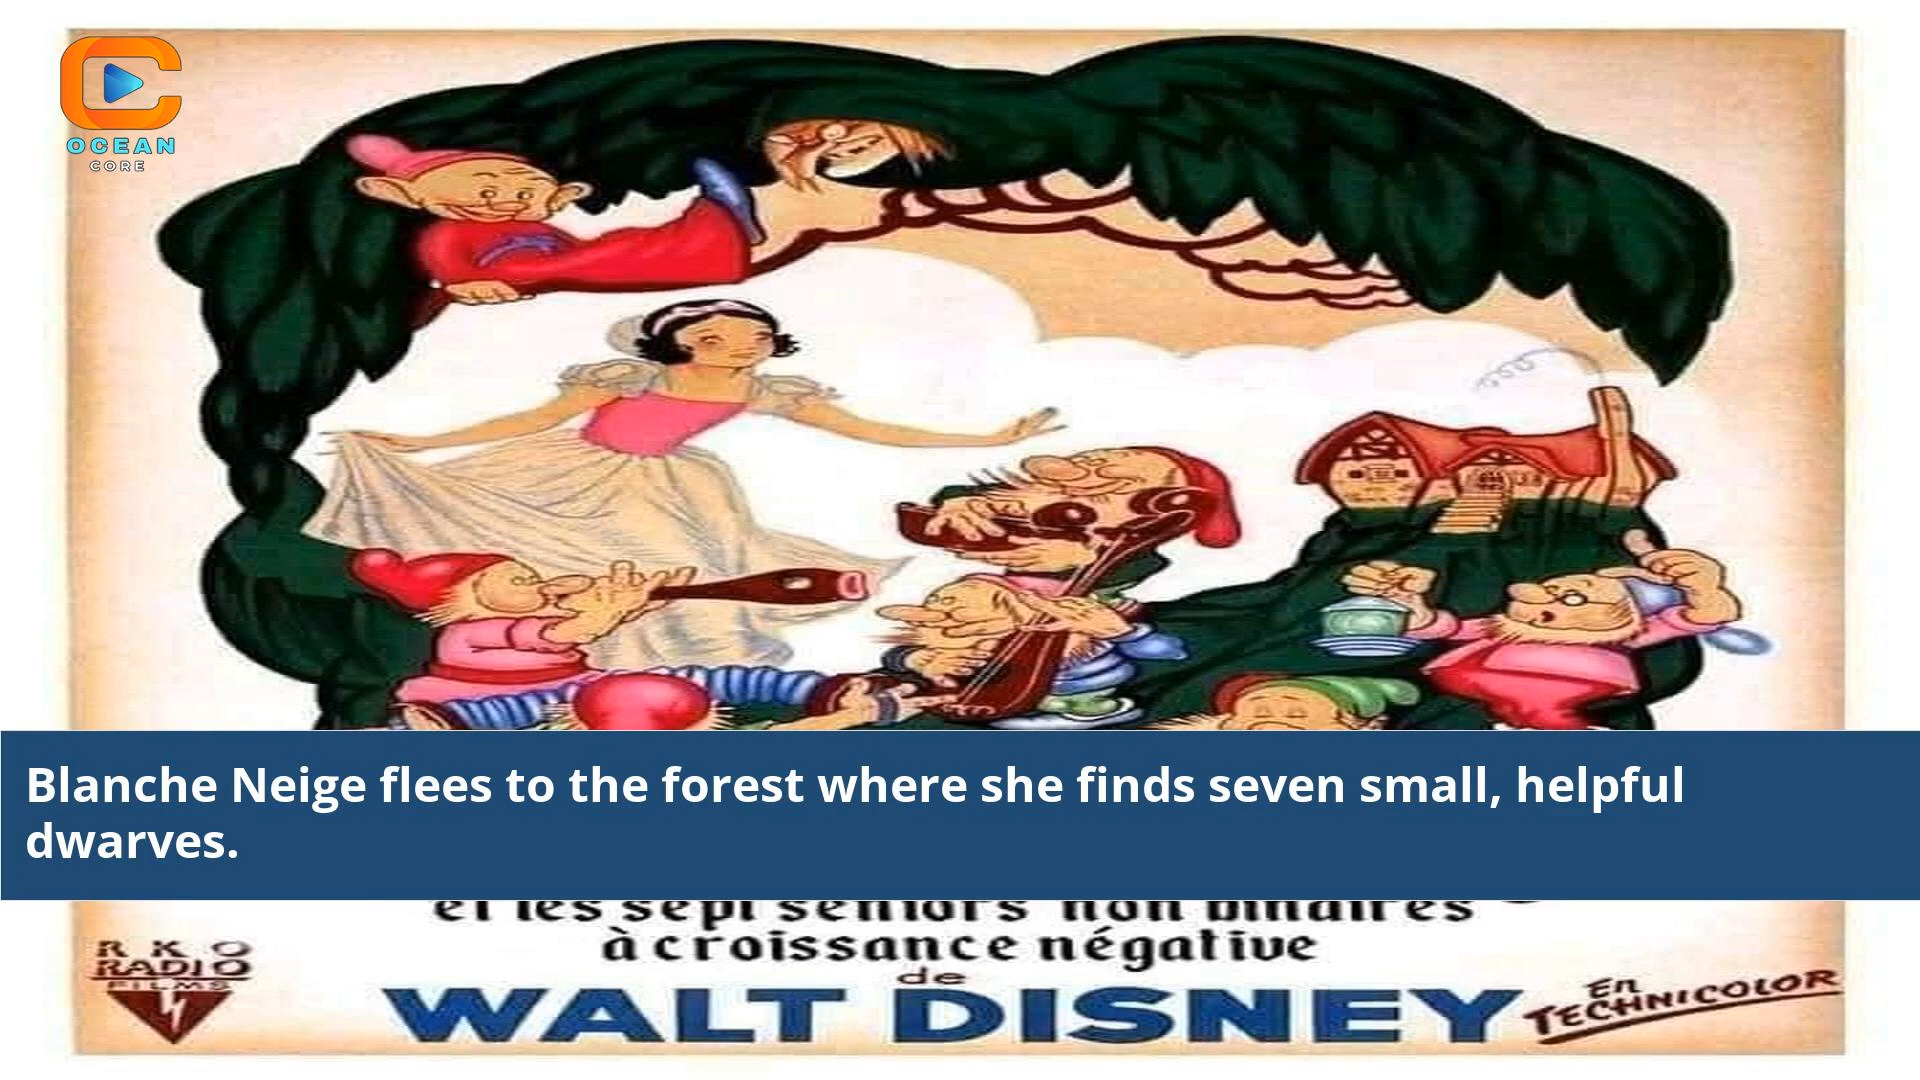 OCEAN
CORE
Blanche Neige flees to the forest where she finds seven small, helpful
dwarves.
et les sept séniors non binaires
à croissance négative
de
WALT DISNEY
RKO
RADIO
FILMS
En
TECHNICOLOR